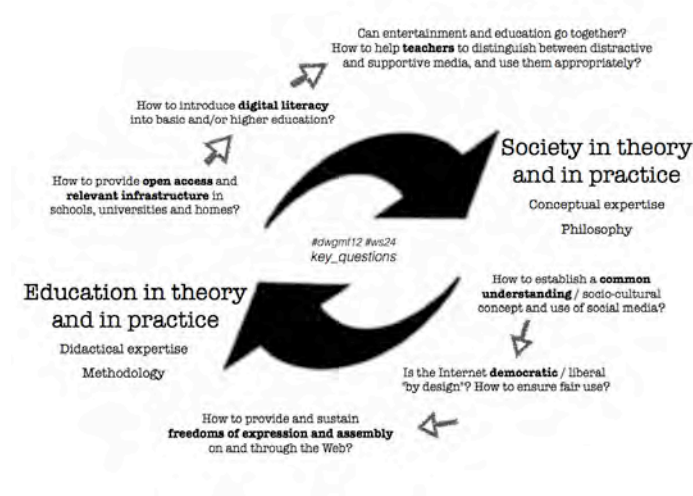 Can entertainment and education go together?
How to help teachers to distinguish between distractive
and supportive media, and use them appropriately?
How to introduce digital literacy
into basic and/or higher education?
How to provide open access and
relevant infrastructure in
schools, universities and homes?
Society in theory
and in practice
Conceptual expertise
Philosophy
#dwgmf12 #ws24
key_questions
Education in theory
and in practice
Didactical expertise
Methodology
How to establish a common
understanding / socio-cultural
concept and use of social media?
Is the Internet democratic / liberal
"by design"? How to ensure fair use?
How to provide and sustain
freedoms of expression and assembly
on and through the Web?